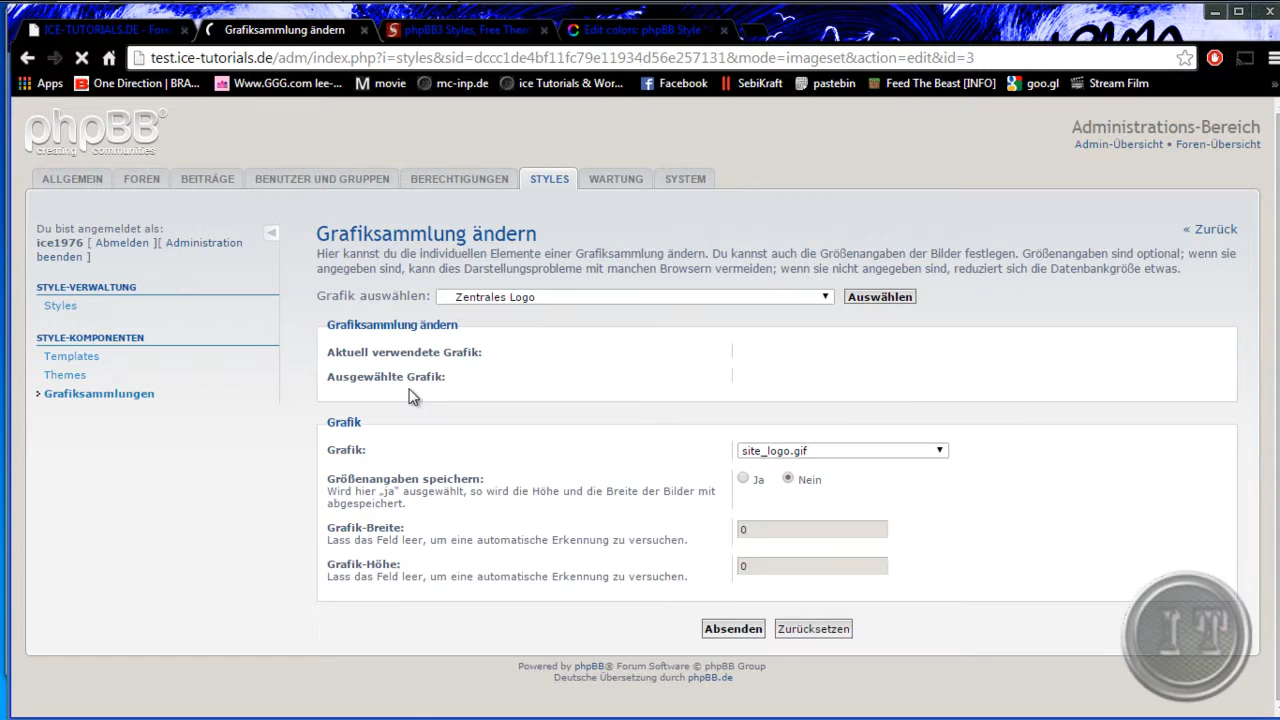 ICE-TUTORIALS.DE - Foru
Grafiksammlung ändern
phpBB3 Styles, Free Them
Edit colors: phpBB Style
test.ice-tutorials.de/adm/index.php?i=styles&sid=dccc1de4bf11fc79e11934d56e257131&mode=imageset&action=edit&id=3
Apps
One Direction | BRA...
Www.GGG.com lee-...
movie
mc-inp.de
ice Tutorials & Wor...
Facebook
SebiKraft
pastebin
Feed The Beast [INFO]
goo.gl
Stream Film
phpBB
creating communities
Administrations-Bereich
Admin-Übersicht • Foren-Übersicht
ALLGEMEIN
FOREN
BEITRÄGE
BENUTZER UND GRUPPEN
BERECHTIGUNGEN
STYLES
WARTUNG
SYSTEM
Du bist angemeldet als:
ice1976 [ Abmelden ][ Administration
beenden ]
STYLE-VERWALTUNG
Styles
STYLE-KOMPONENTEN
Templates
Themes
Grafiksammlungen
« Zurück
Grafiksammlung ändern
Hier kannst du die individuellen Elemente einer Grafiksammlung ändern. Du kannst auch die Größenangaben der Bilder festlegen. Größenangaben sind optional; wenn sie
angegeben sind, kann dies Darstellungsprobleme mit manchen Browsern vermeiden; wenn sie nicht angegeben sind, reduziert sich die Datenbankgröße etwas.
Grafik auswählen: Zentrales Logo Auswählen
Grafiksammlung ändern
Aktuell verwendete Grafik:
Ausgewählte Grafik:
Grafik
Grafik: site_logo.gif
Größenangaben speichern: Ja Nein
Wird hier „ja" ausgewählt, so wird die Höhe und die Breite der Bilder mit
abgespeichert.
Grafik-Breite: 0
Lass das Feld leer, um eine automatische Erkennung zu versuchen.
Grafik-Höhe: 0
Lass das Feld leer, um eine automatische Erkennung zu versuchen.
Absenden Zurücksetzen
Powered by phpBB® Forum Software © phpBB Group
Deutsche Übersetzung durch phpBB.de
IT